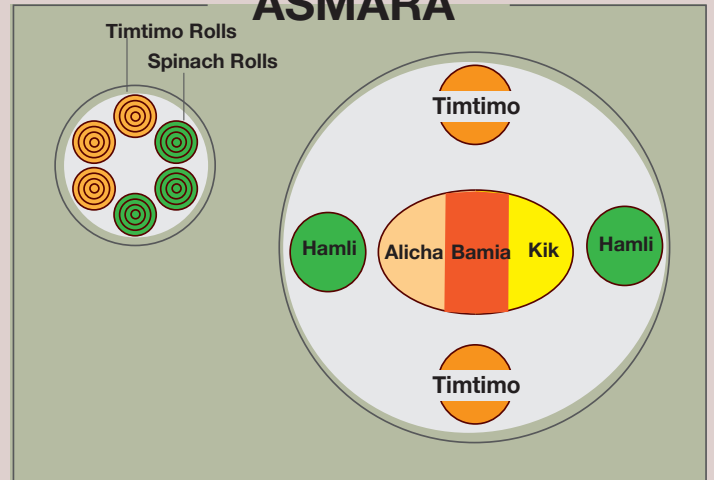 ASMARA
Timtimo Rolls
Spinach Rolls
Timtimo
Hamli
Alicha
Bamia
Kik
Hamli
Timtimo